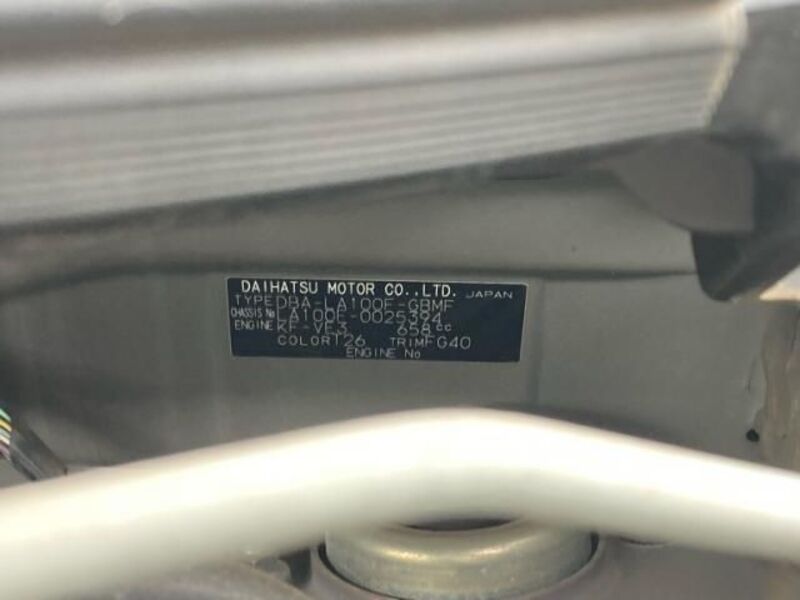 DAIHATSU MOTOR CO.,LTD. JAPAN
TYPE DBA-LA100F-GBMF
CHASSIS No LA100F-0025394
ENGINE KF-VE3 658cc
COLOR T26 TRIM FG40
ENGINE No